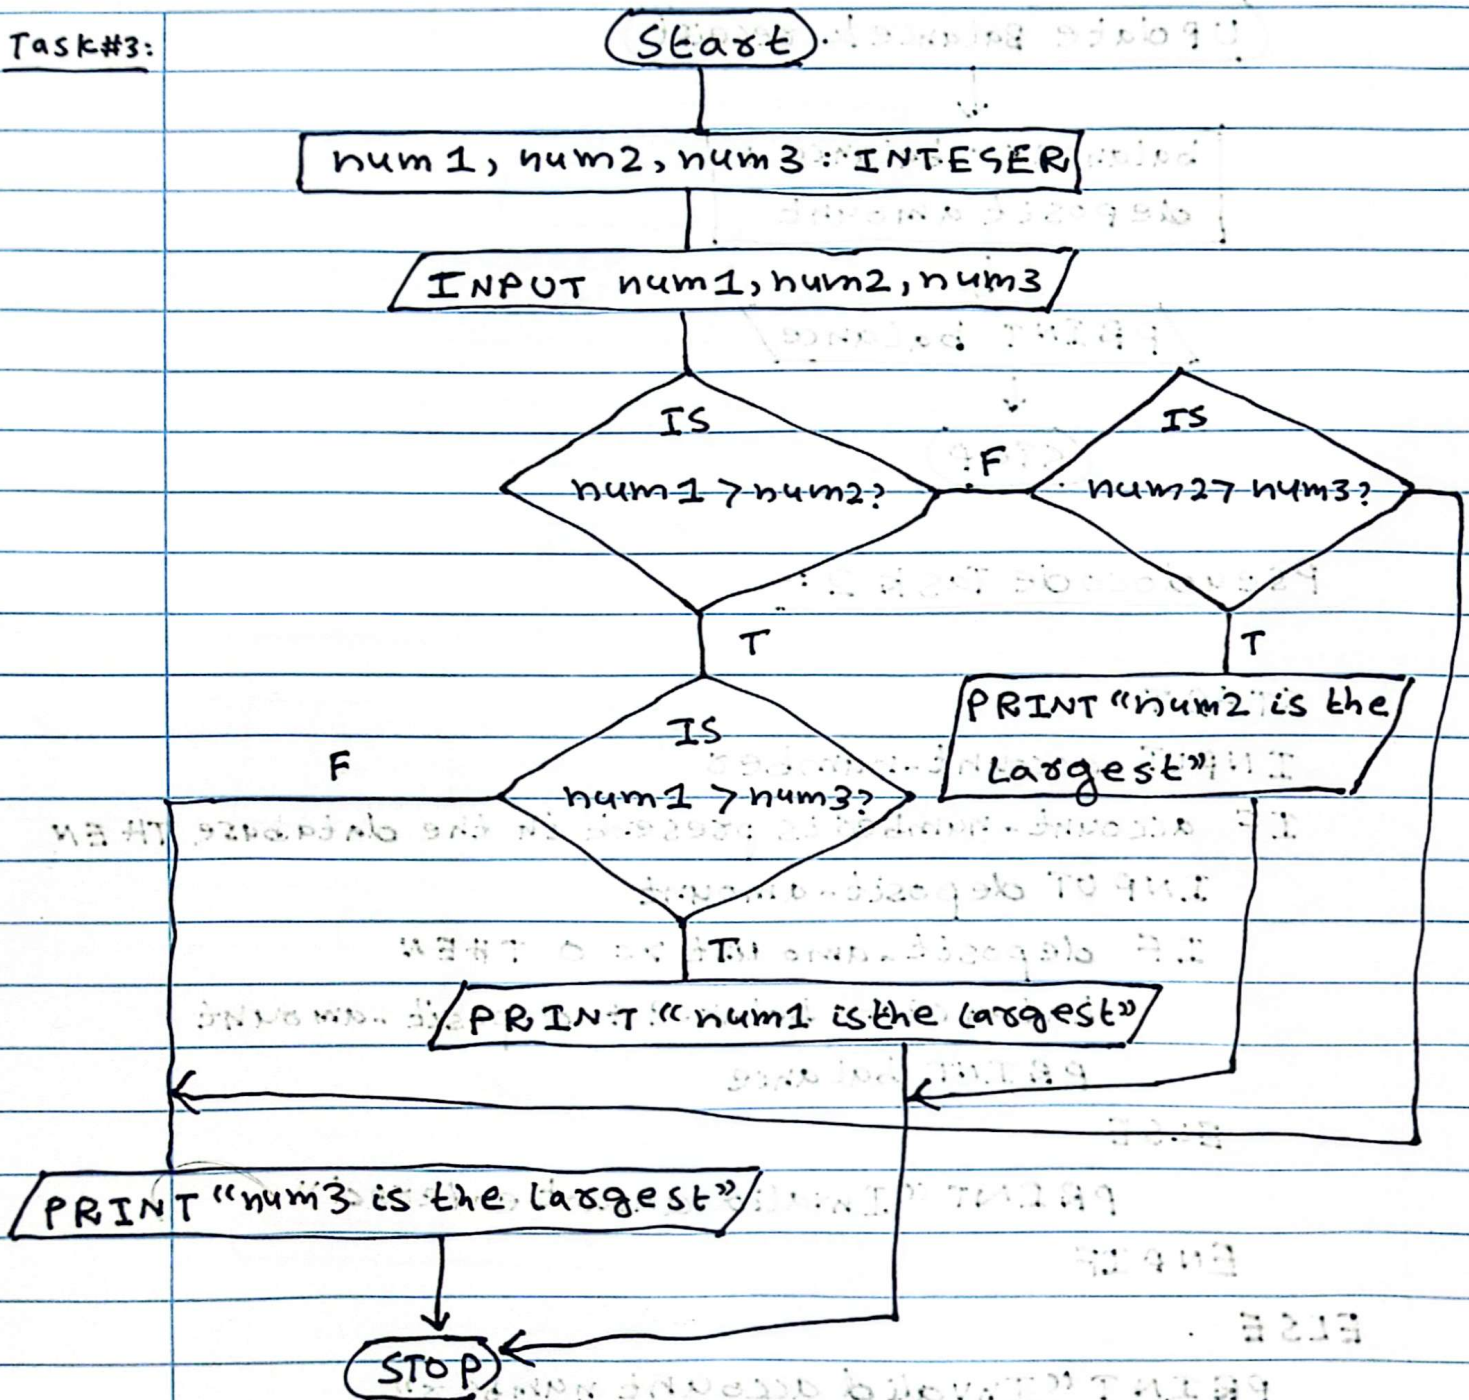 Task#3:
Start
num1, num2, num3 : INTEGER
INPUT num1, num2, num3
IS
num1 > num2?
F
IS
num2 > num3?
T
T
PRINT "num2 is the
Largest"
IS
num1 > num3?
F
T
PRINT "num1 is the largest"
PRINT "num3 is the largest"
STOP